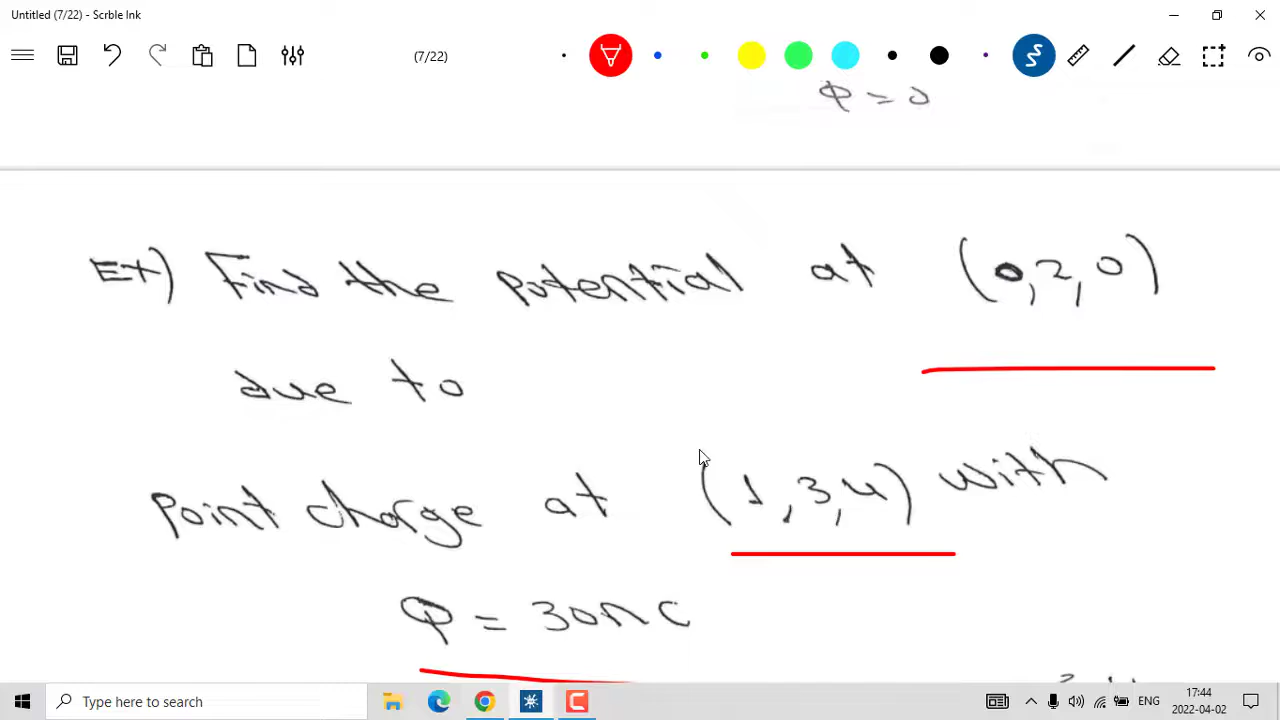 Untitled (7/22) - Scrble Ink
(7/22)
Φ = 0
Ex) Find the potential at (0,2,0)
due to
point charge at (1,3,4) with
Q = 30nC
Type here to search
ENG
17:44
2022-04-02